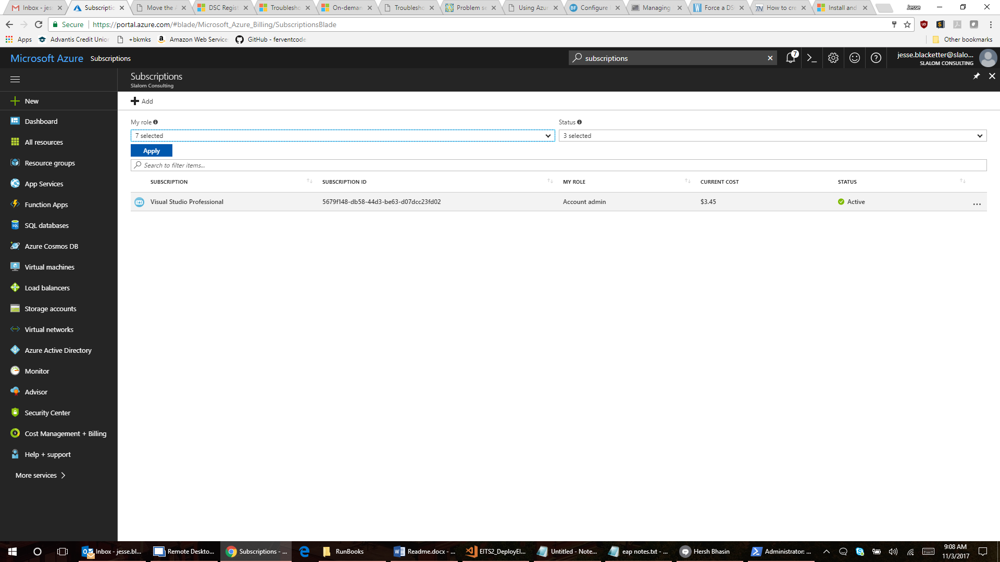 Inbox - jes
Subscriptio
Move the A
DSC Regist
Troublesho
On-deman
Troublesho
Problem se
Using Azur
Configure
Managing
Force a DS
How to cre
Install and
Jesse
Secure
https://portal.azure.com/#blade/Microsoft_Azure_Billing/SubscriptionsBlade
Apps
Advantis Credit Union
+bkmks
Amazon Web Service
GitHub - ferventcode
Other bookmarks
Microsoft Azure
Subscriptions
subscriptions
7
jesse.blacketter@slalo...
SLALOM CONSULTING
Subscriptions
Slalom Consulting
New
Dashboard
All resources
Resource groups
App Services
Function Apps
SQL databases
Azure Cosmos DB
Virtual machines
Load balancers
Storage accounts
Virtual networks
Azure Active Directory
Monitor
Advisor
Security Center
Cost Management + Billing
Help + support
More services
Add
My role
Status
7 selected
3 selected
Apply
Search to filter items...
SUBSCRIPTION
SUBSCRIPTION ID
MY ROLE
CURRENT COST
STATUS
Visual Studio Professional
5679f148-db58-44d3-be63-d07dcc23fd02
Account admin
$3.45
Active
...
Inbox - jesse.bl...
Remote Deskto...
Subscriptions - ...
RunBooks
Readme.docx - ...
EITS2_DeployEI...
Untitled - Note...
eap notes.txt - ...
Hersh Bhasin
Administrator: ...
9:08 AM
11/3/2017